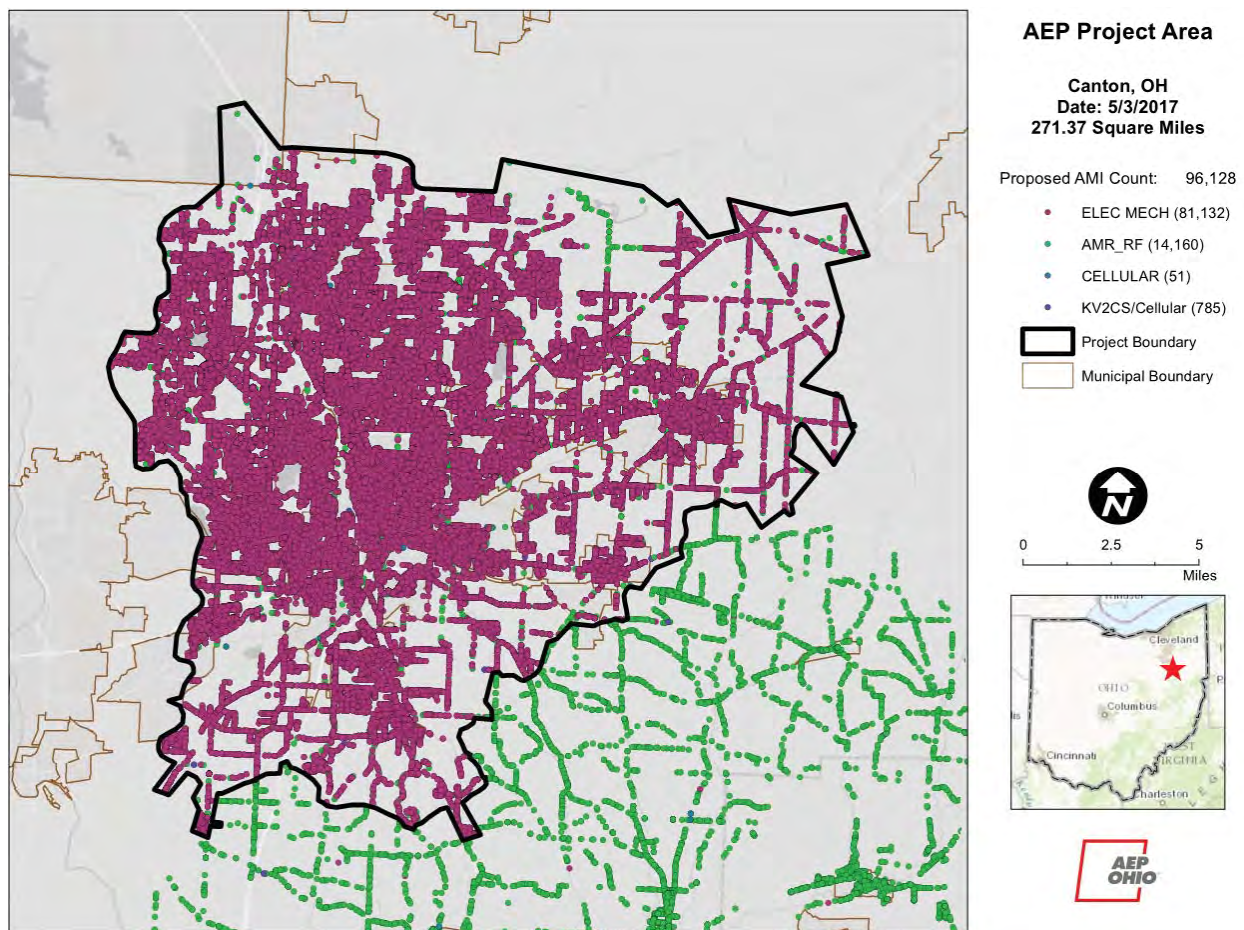 AEP Project Area
Canton, OH
Date: 5/3/2017
271.37 Square Miles
Proposed AMI Count: 96,128
ELEC MECH (81,132)
AMR_RF (14,160)
CELLULAR (51)
KV2CS/Cellular (785)
Project Boundary
Municipal Boundary
N
0 2.5 5
Miles
Cleveland
OHIO
Columbus
Cincinnati
Charleston
AEP
OHIO